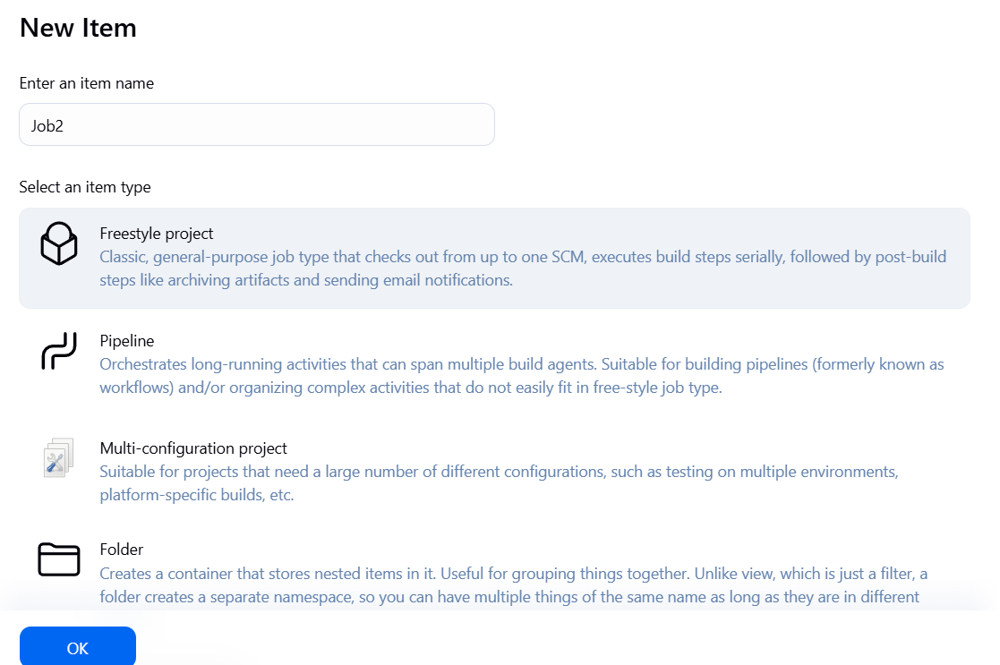 New Item
Enter an item name
Job2
Select an item type
Freestyle project
Classic, general-purpose job type that checks out from up to one SCM, executes build steps serially, followed by post-build
steps like archiving artifacts and sending email notifications.
Pipeline
Orchestrates long-running activities that can span multiple build agents. Suitable for building pipelines (formerly known as
workflows) and/or organizing complex activities that do not easily fit in free-style job type.
Multi-configuration project
Suitable for projects that need a large number of different configurations, such as testing on multiple environments,
platform-specific builds, etc.
Folder
Creates a container that stores nested items in it. Useful for grouping things together. Unlike view, which is just a filter, a
folder creates a separate namespace, so you can have multiple things of the same name as long as they are in different
OK